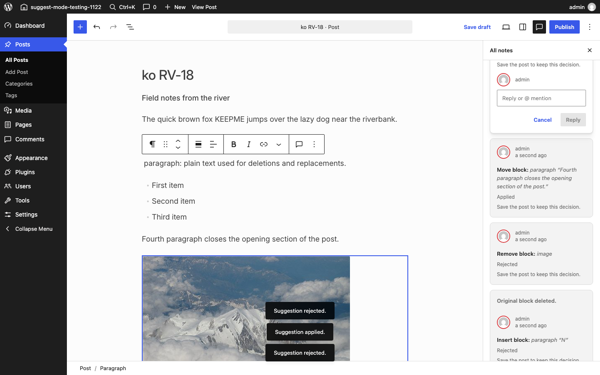 suggest-mode-testing-1122 Ctrl+K 0 New View Post admin
Dashboard
Posts
All Posts
Add Post
Categories
Tags
Media
Pages
Comments
Appearance
Plugins
Users
Tools
Settings
Collapse Menu
ko RV-18 · Post
Save draft
Publish
ko RV-18
Field notes from the river
The quick brown fox KEEPME jumps over the lazy dog near the riverbank.
B I
paragraph: plain text used for deletions and replacements.
First item
Second item
Third item
Fourth paragraph closes the opening section of the post.
Suggestion rejected.
Suggestion applied.
Suggestion rejected.
Post / Paragraph
All notes
Save the post to keep this decision.
admin
Reply or @ mention
Cancel
Reply
admin
a second ago
Move block: paragraph "Fourth
paragraph closes the opening
section of the post."
Applied
Save the post to keep this decision.
admin
a second ago
Remove block: image
Rejected
Save the post to keep this decision.
Original block deleted.
admin
a second ago
Insert block: paragraph "N"
Rejected
Save the post to keep this decision.